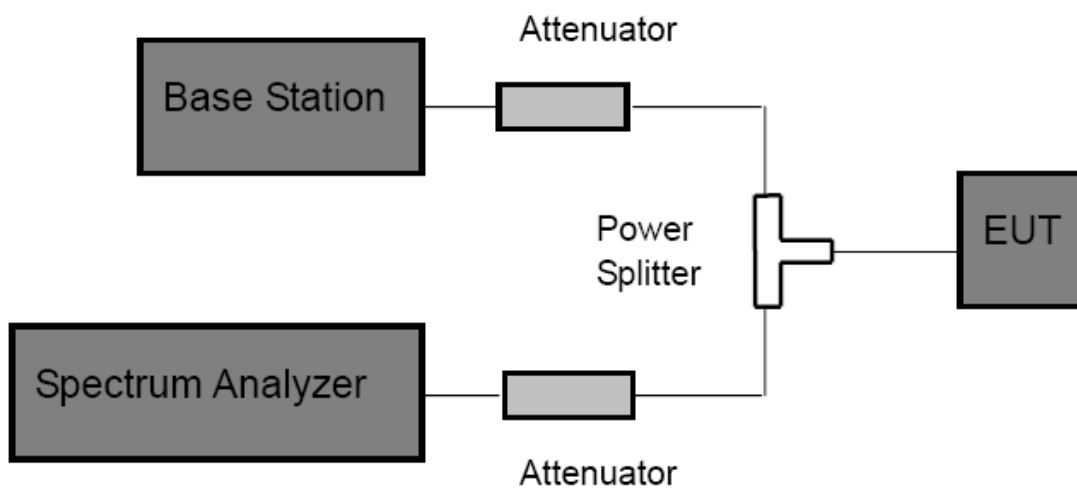 Attenuator
Base Station
Power
Splitter
EUT
Spectrum Analyzer
Attenuator